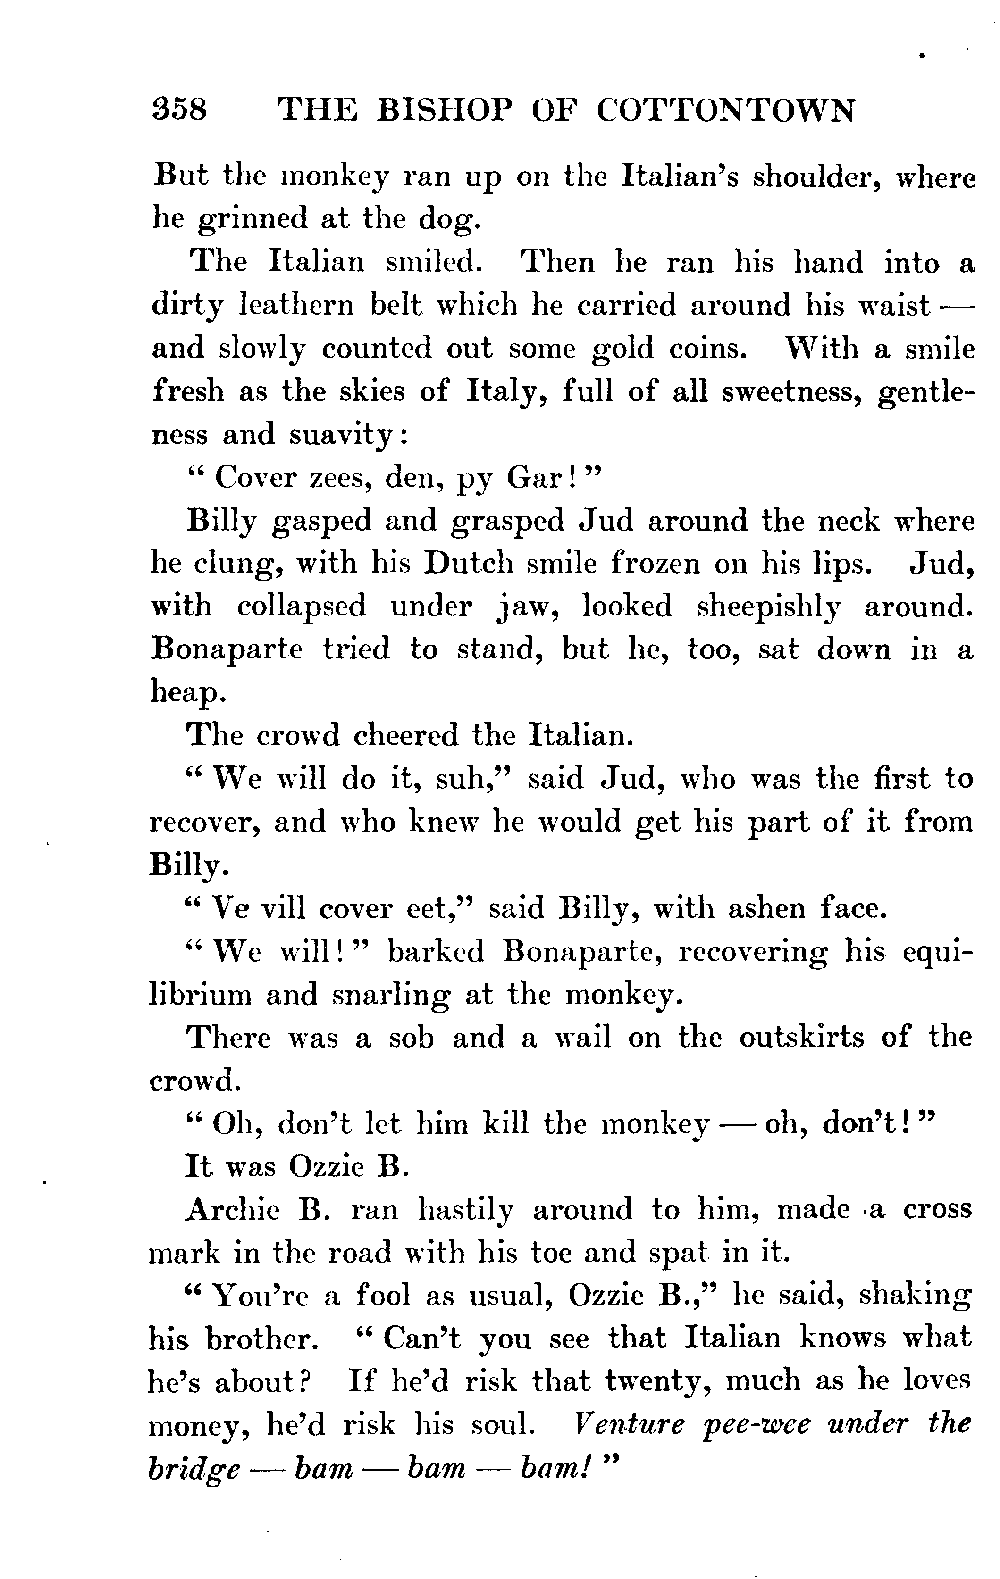 358 THE BISHOP OF COTTONTOWN
But the monkey ran up on the Italian's shoulder, where
he grinned at the dog.
The Italian smiled. Then he ran his hand into a
dirty leathern belt which he carried around his waist —
and slowly counted out some gold coins. With a smile
fresh as the skies of Italy, full of all sweetness, gentle-
ness and suavity:
“ Cover zees, den, py Gar! ”
Billy gasped and grasped Jud around the neck where
he clung, with his Dutch smile frozen on his lips. Jud,
with collapsed under jaw, looked sheepishly around.
Bonaparte tried to stand, but he, too, sat down in a
heap.
The crowd cheered the Italian.
“ We will do it, suh,” said Jud, who was the first to
recover, and who knew he would get his part of it from
Billy.
“ Ve vill cover eet,” said Billy, with ashen face.
“ We will! ” barked Bonaparte, recovering his equi-
librium and snarling at the monkey.
There was a sob and a wail on the outskirts of the
crowd.
“ Oh, don't let him kill the monkey — oh, don't! ”
It was Ozzie B.
Archie B. ran hastily around to him, made a cross
mark in the road with his toe and spat in it.
“ You're a fool as usual, Ozzie B.,” he said, shaking
his brother. “ Can't you see that Italian knows what
he's about? If he'd risk that twenty, much as he loves
money, he'd risk his soul. Venture pee-wee under the
bridge — bam — bam — bam! ”